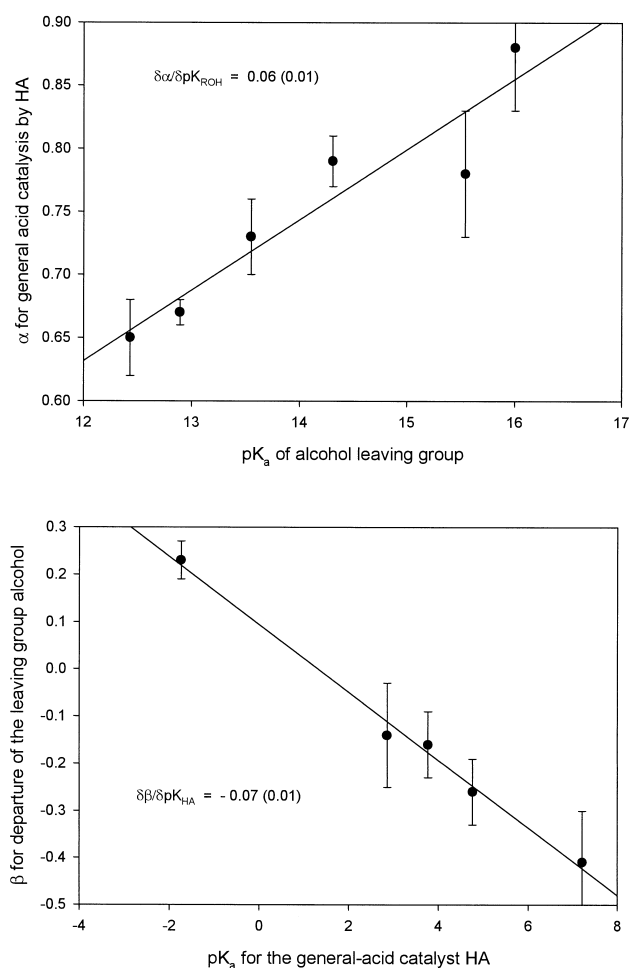 0.90
0.85
0.80
0.75
0.70
0.65
0.60
α for general acid catalysis by HA
δα/δpK_ROH = 0.06 (0.01)
12 13 14 15 16 17
pK_a of alcohol leaving group
0.3
0.2
0.1
0.0
-0.1
-0.2
-0.3
-0.4
-0.5
β for departure of the leaving group alcohol
δβ/δpK_HA = - 0.07 (0.01)
-4 -2 0 2 4 6 8
pK_a for the general-acid catalyst HA